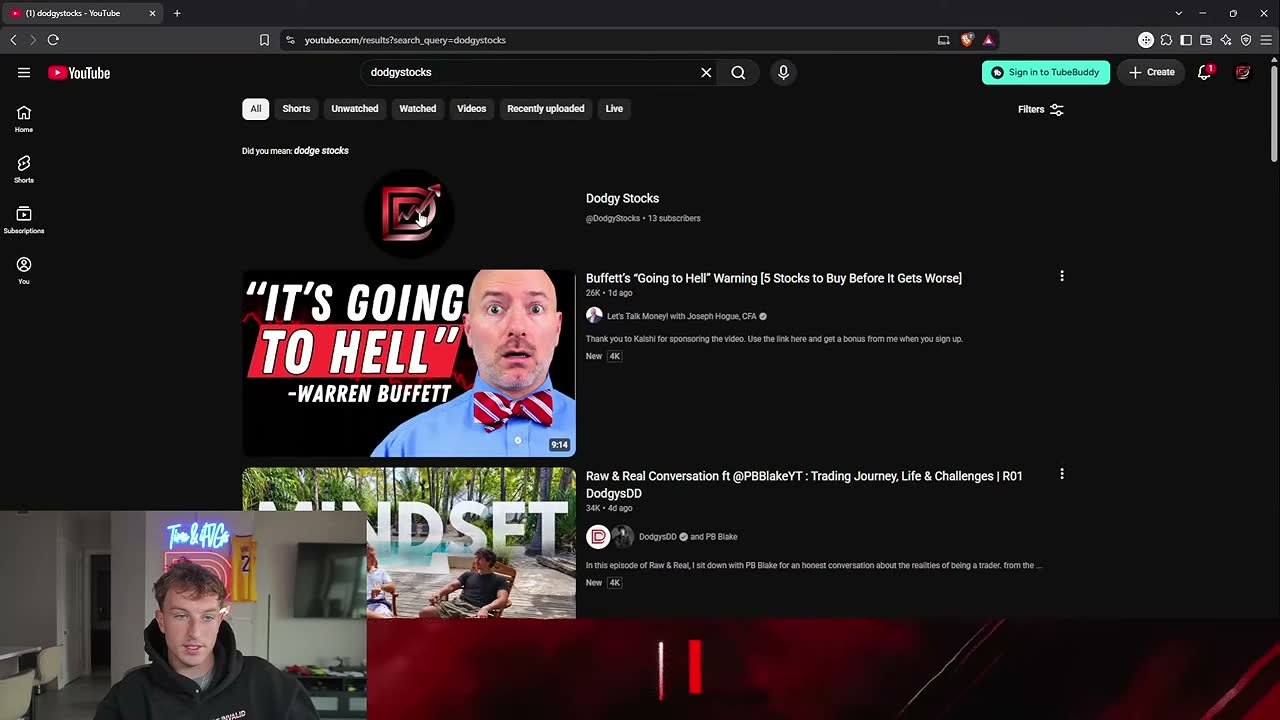 (1) dodgystocks - YouTube
youtube.com/results?search_query=dodgystocks
YouTube
dodgystocks
Sign in to TubeBuddy
Create
1
All
Shorts
Unwatched
Watched
Videos
Recently uploaded
Live
Filters
Home
Shorts
Subscriptions
You
Did you mean: dodge stocks
Dodgy Stocks
@DodgyStocks • 13 subscribers
“IT’S GOING
TO HELL”
-WARREN BUFFETT
9:14
Buffett’s “Going to Hell” Warning [5 Stocks to Buy Before It Gets Worse]
26K • 1d ago
Let's Talk Money! with Joseph Hogue, CFA
Thank you to Kalshi for sponsoring the video. Use the link here and get a bonus from me when you sign up.
New 4K
MINDSET
Raw & Real Conversation ft @PBBlakeYT : Trading Journey, Life & Challenges | R01
DodgysDD
34K • 4d ago
DodgysDD and PB Blake
In this episode of Raw & Real, I sit down with PB Blake for an honest conversation about the realities of being a trader. from the ...
New 4K
Time & ATGs
2
INVALID